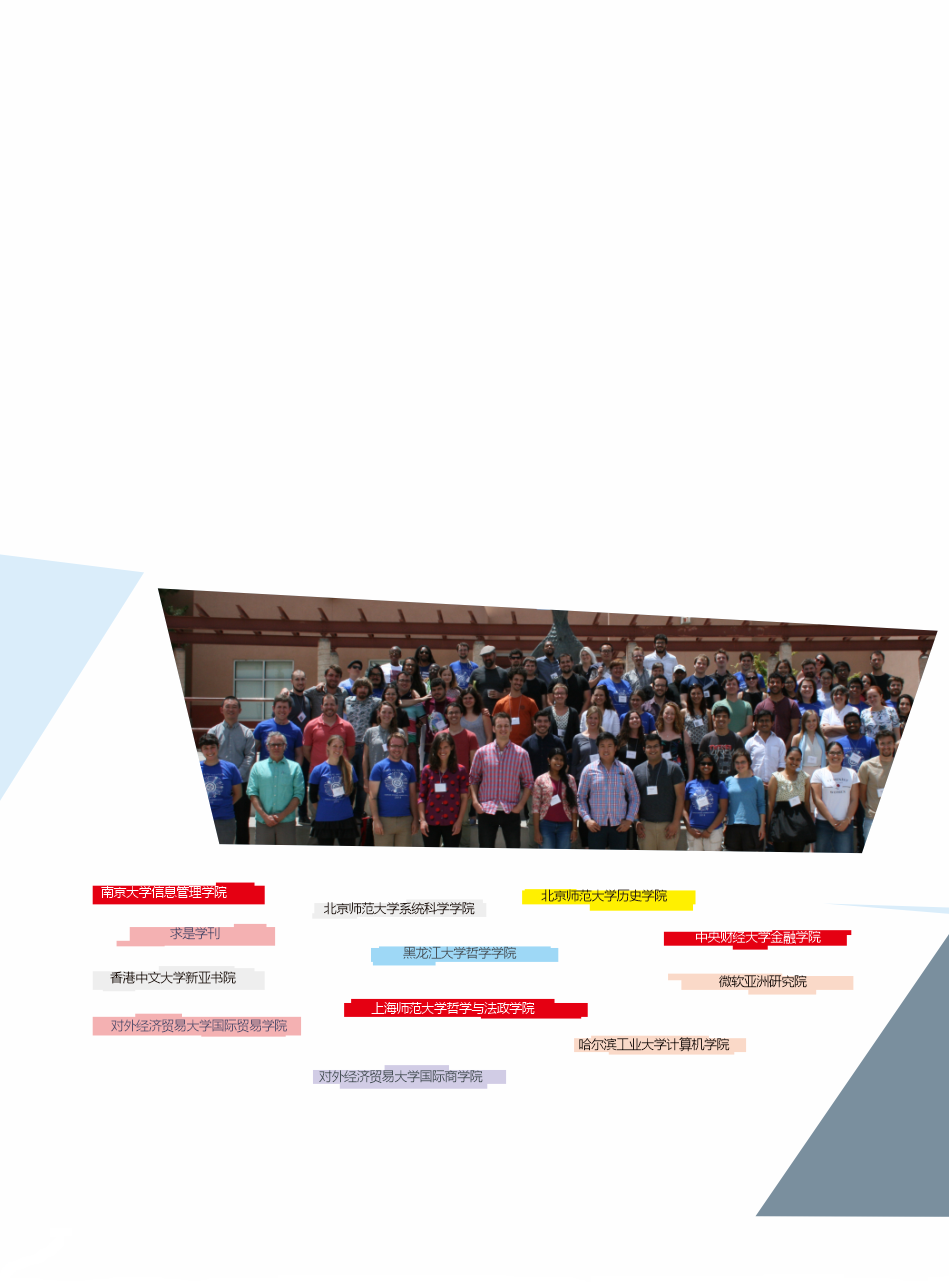 南京大学信息管理学院
北京师范大学系统科学学院
北京师范大学历史学院
求是学刊
黑龙江大学哲学学院
中央财经大学金融学院
香港中文大学新亚书院
微软亚洲研究院
上海师范大学哲学与法政学院
对外经济贸易大学国际贸易学院
哈尔滨工业大学计算机学院
对外经济贸易大学国际商学院